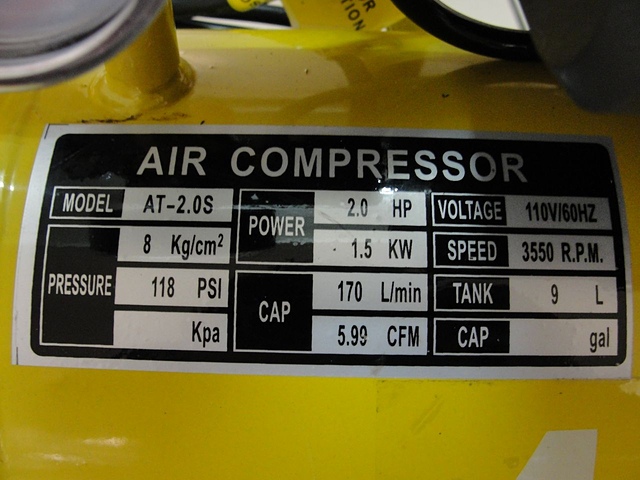 R
TION
AIR COMPRESSOR
MODEL AT-2.0S
PRESSURE
8 Kg/cm²
118 PSI
Kpa
POWER
2.0 HP
1.5 KW
CAP
170 L/min
5.99 CFM
VOLTAGE 110V/60HZ
SPEED 3550 R.P.M.
TANK 9 L
CAP gal